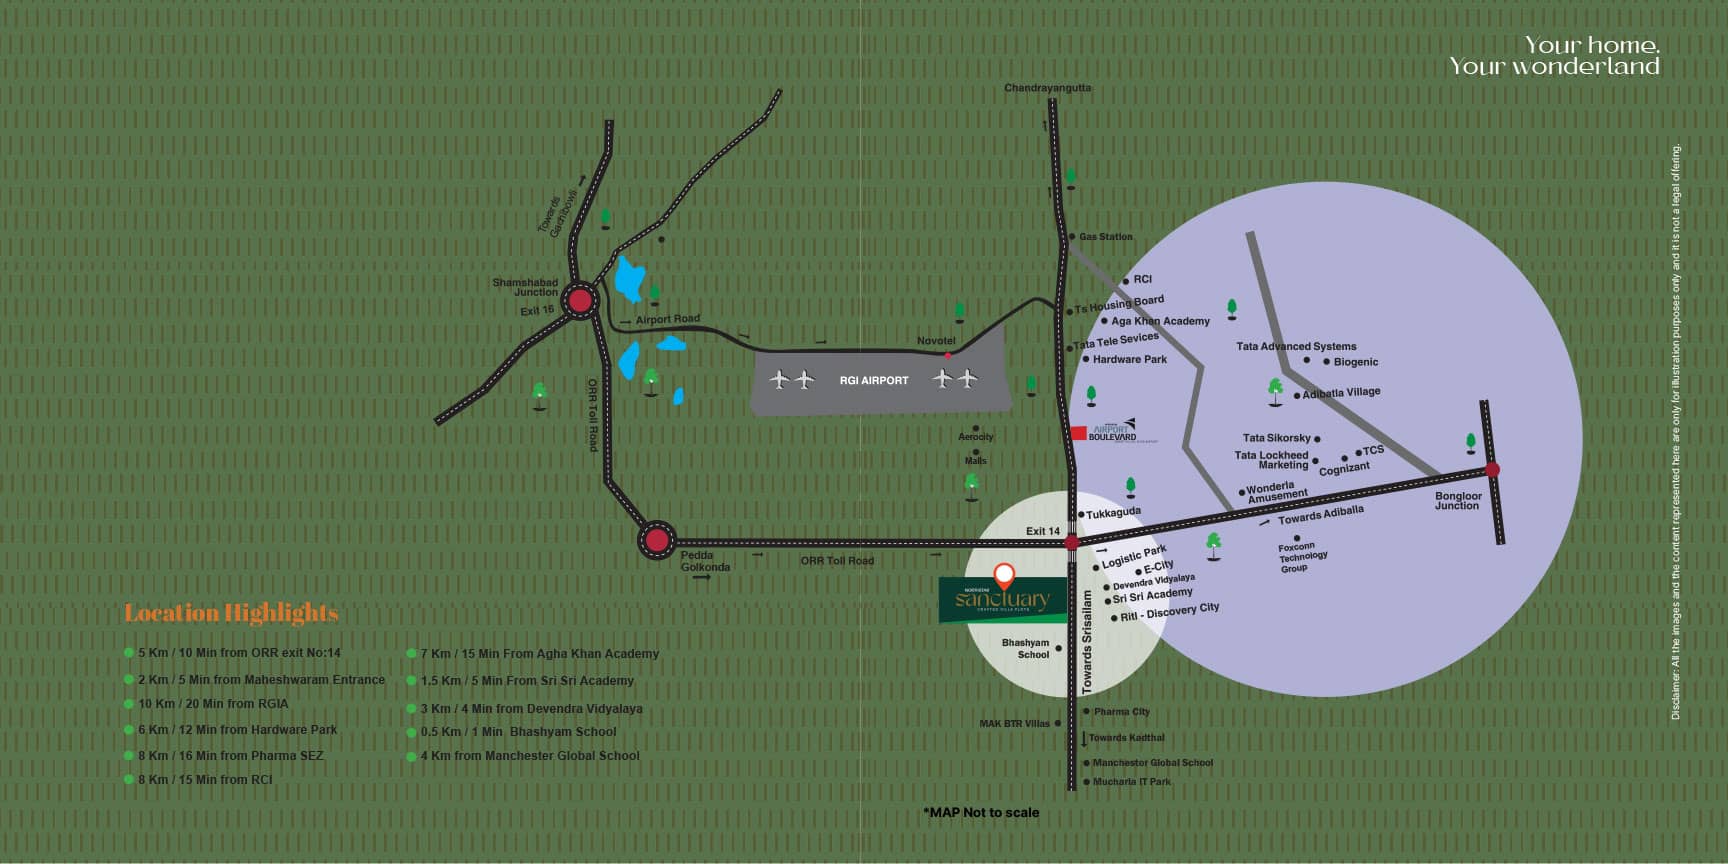 Your home.
Your wonderland
Chandrayangutta
Towards
Gachibowli
Gas Station
Shamshabad
Junction
Exit 16
RCI
Ts Housing Board
Airport Road
Aga Khan Academy
Novotel
Tata Tele Sevices
Hardware Park
Tata Advanced Systems
Biogenic
RGI AIRPORT
Adibatla Village
ORR Toll Road
AIRPORT
BOULEVARD
Aerocity
Malls
Tata Sikorsky
Tata Lockheed
Marketing
TCS
Cognizant
Wonderla
Amusement
Bongloor
Junction
Tukkaguda
Towards Adiballa
Exit 14
Foxconn
Technology
Group
Pedda
Golkonda
ORR Toll Road
Logistic Park
E-City
Devendra Vidyalaya
Sri Sri Academy
Ritl - Discovery City
sanctuary
Towards Srisailam
Bhashyam
School
Pharma City
MAK BTR Villas
Towards Kadthal
Manchestor Global School
Mucharla IT Park
*MAP Not to scale
Location Highlights
5 Km / 10 Min from ORR exit No:14
2 Km / 5 Min from Maheshwaram Entrance
10 Km / 20 Min from RGIA
6 Km / 12 Min from Hardware Park
8 Km / 16 Min from Pharma SEZ
8 Km / 15 Min from RCI
7 Km / 15 Min From Agha Khan Academy
1.5 Km / 5 Min From Sri Sri Academy
3 Km / 4 Min from Devendra Vidyalaya
0.5 Km / 1 Min Bhashyam School
4 Km from Manchester Global School
Disclaimer: All the images and the content represented here are only for illustration purposes only and it is not a legal offering.